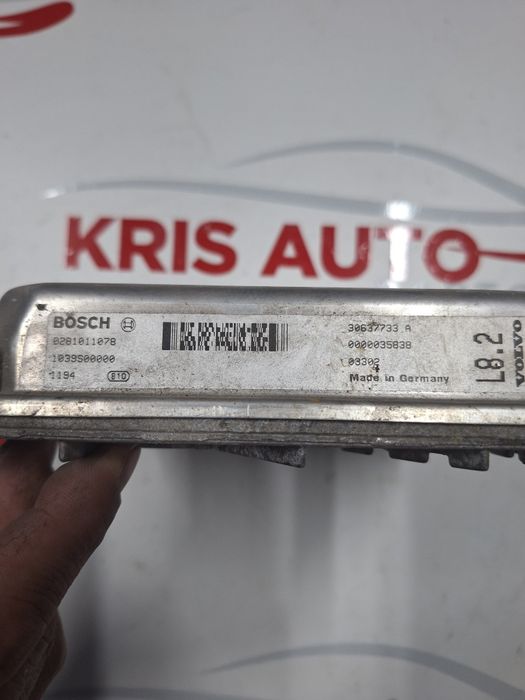 KRIS AUTO
BOSCH
0281011078
1039S00000
1194 810
30637733 A
0000035838
03302
Made in Germany
L8.2
VOLVO